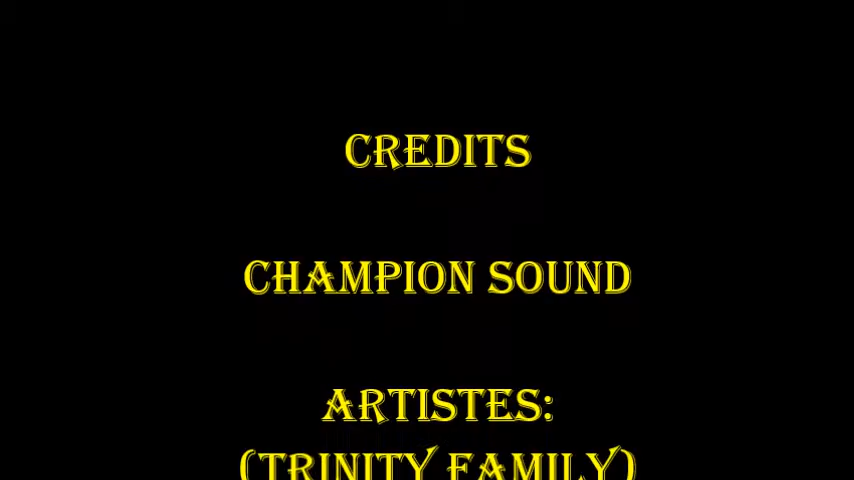 CREDITS
CHAMPION SOUND
ARTISTES:
(TRINITY FAMILY)